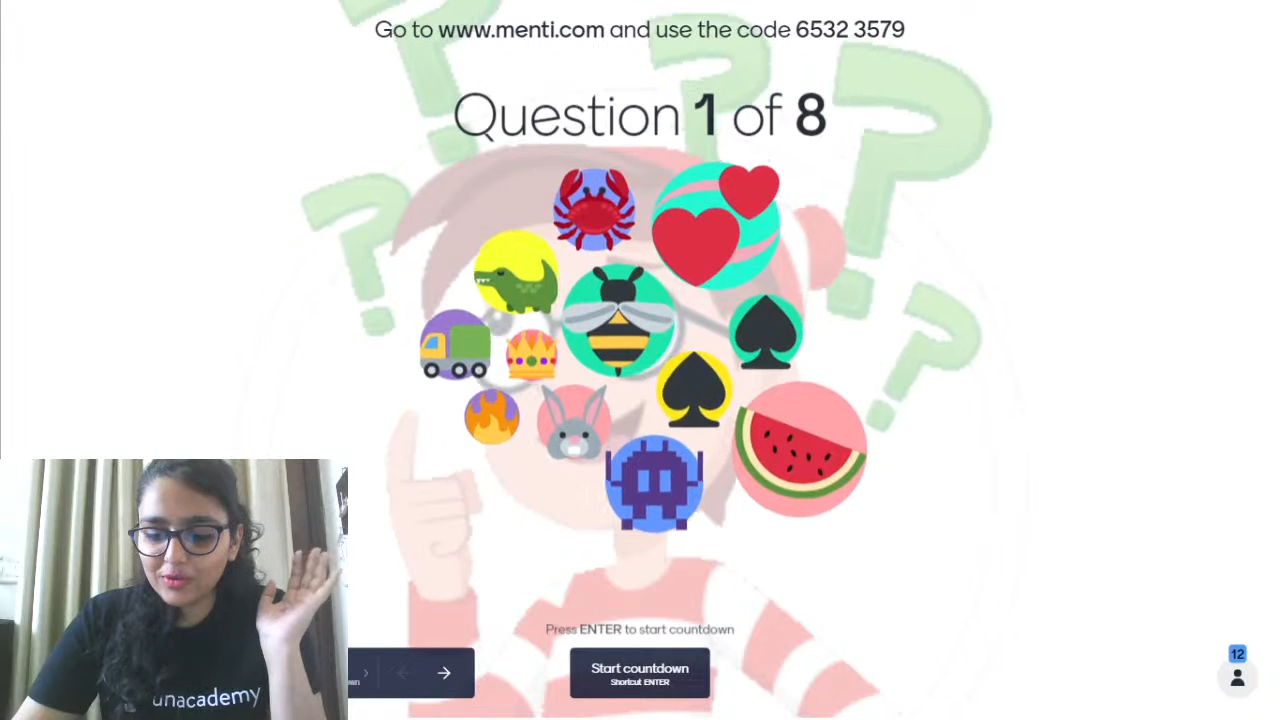 Go to www.menti.com and use the code 6532 3579
Question 1 of 8
Press ENTER to start countdown
Start countdown
Shortcut ENTER
12
unacademy